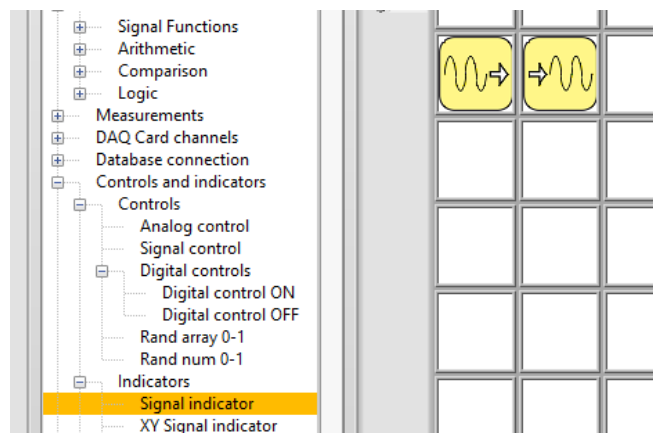 Signal Functions
Arithmetic
Comparison
Logic
Measurements
DAQ Card channels
Database connection
Controls and indicators
Controls
Analog control
Signal control
Digital controls
Digital control ON
Digital control OFF
Rand array 0-1
Rand num 0-1
Indicators
Signal indicator
XY Signal indicator